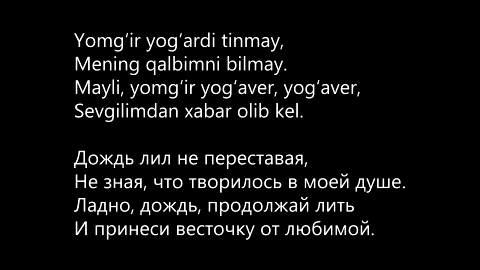 Yomg‘ir yog‘ardi tinmay,
Mening qalbimni bilmay.
Mayli, yomg‘ir yog‘aver, yog‘aver,
Sevgilimdan xabar olib kel.
Дождь лил не переставая,
Не зная, что творилось в моей душе.
Ладно, дождь, продолжай лить
И принеси весточку от любимой.